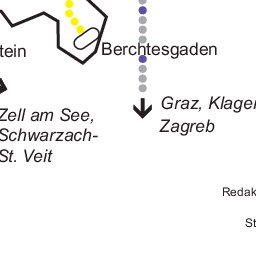 tein
Berchtesgaden
Graz, Klagen
Zagreb
Zell am See,
Schwarzach-
St. Veit
Redak
St